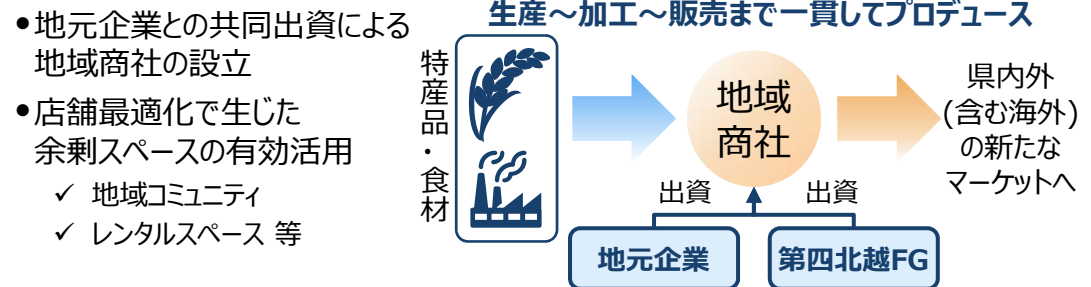 •地元企業との共同出資による
地域商社の設立
•店舗最適化で生じた
余剰スペースの有効活用
✓ 地域コミュニティ
✓ レンタルスペース 等
生産～加工～販売まで一貫してプロデュース
特産品・食材
地域
商社
県内外
(含む海外)
の新たな
マーケットへ
出資
出資
地元企業
第四北越FG